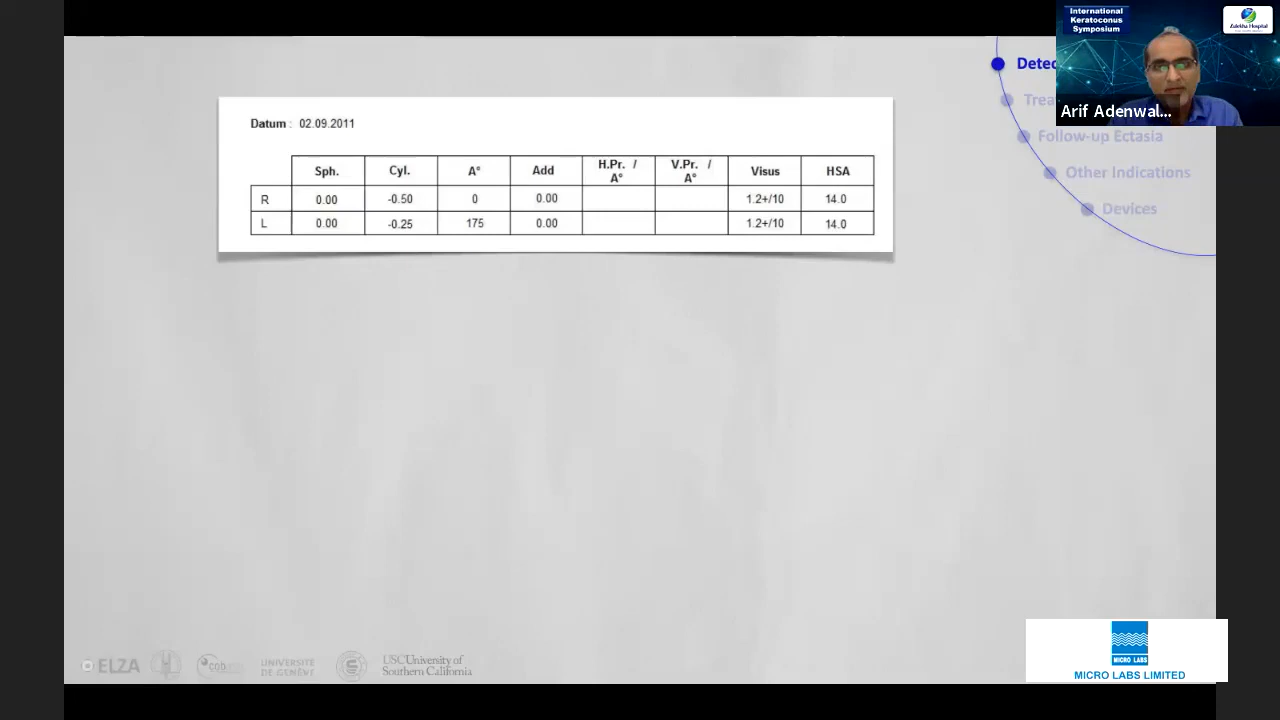 International
Keratoconus
Symposium
Zulekha Hospital
Arif Adenwal...
Detec
Trea
Follow-up Ectasia
Other Indications
Devices
Datum : 02.09.2011
Sph. Cyl. A° Add H.Pr. / A° V.Pr. / A° Visus HSA
R 0.00 -0.50 0 0.00 1.2+/10 14.0
L 0.00 -0.25 175 0.00 1.2+/10 14.0
ELZA
UNIVERSITÉ
DE GENÈVE
USC University of
Southern California
MICRO LABS
MICRO LABS LIMITED